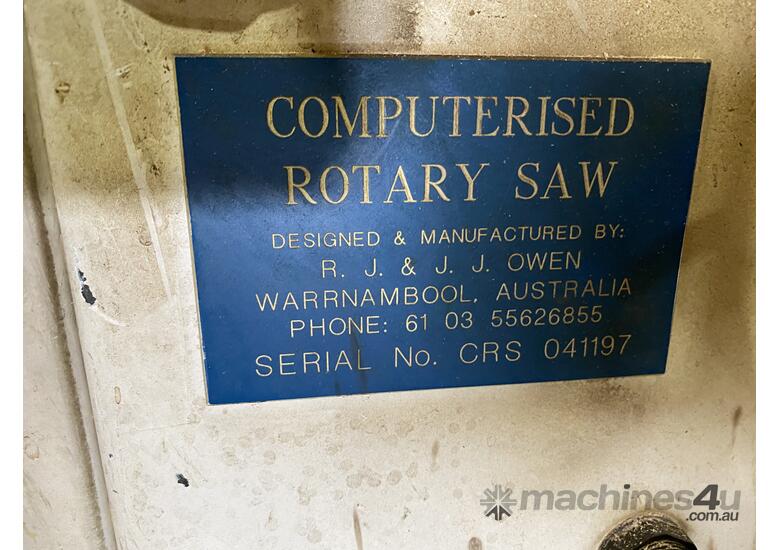 COMPUTERISED
ROTARY SAW
DESIGNED & MANUFACTURED BY:
R. J. & J. J. OWEN
WARRNAMBOOL, AUSTRALIA
PHONE: 61 03 55626855
SERIAL No. CRS 041197
machines4u
.com.au